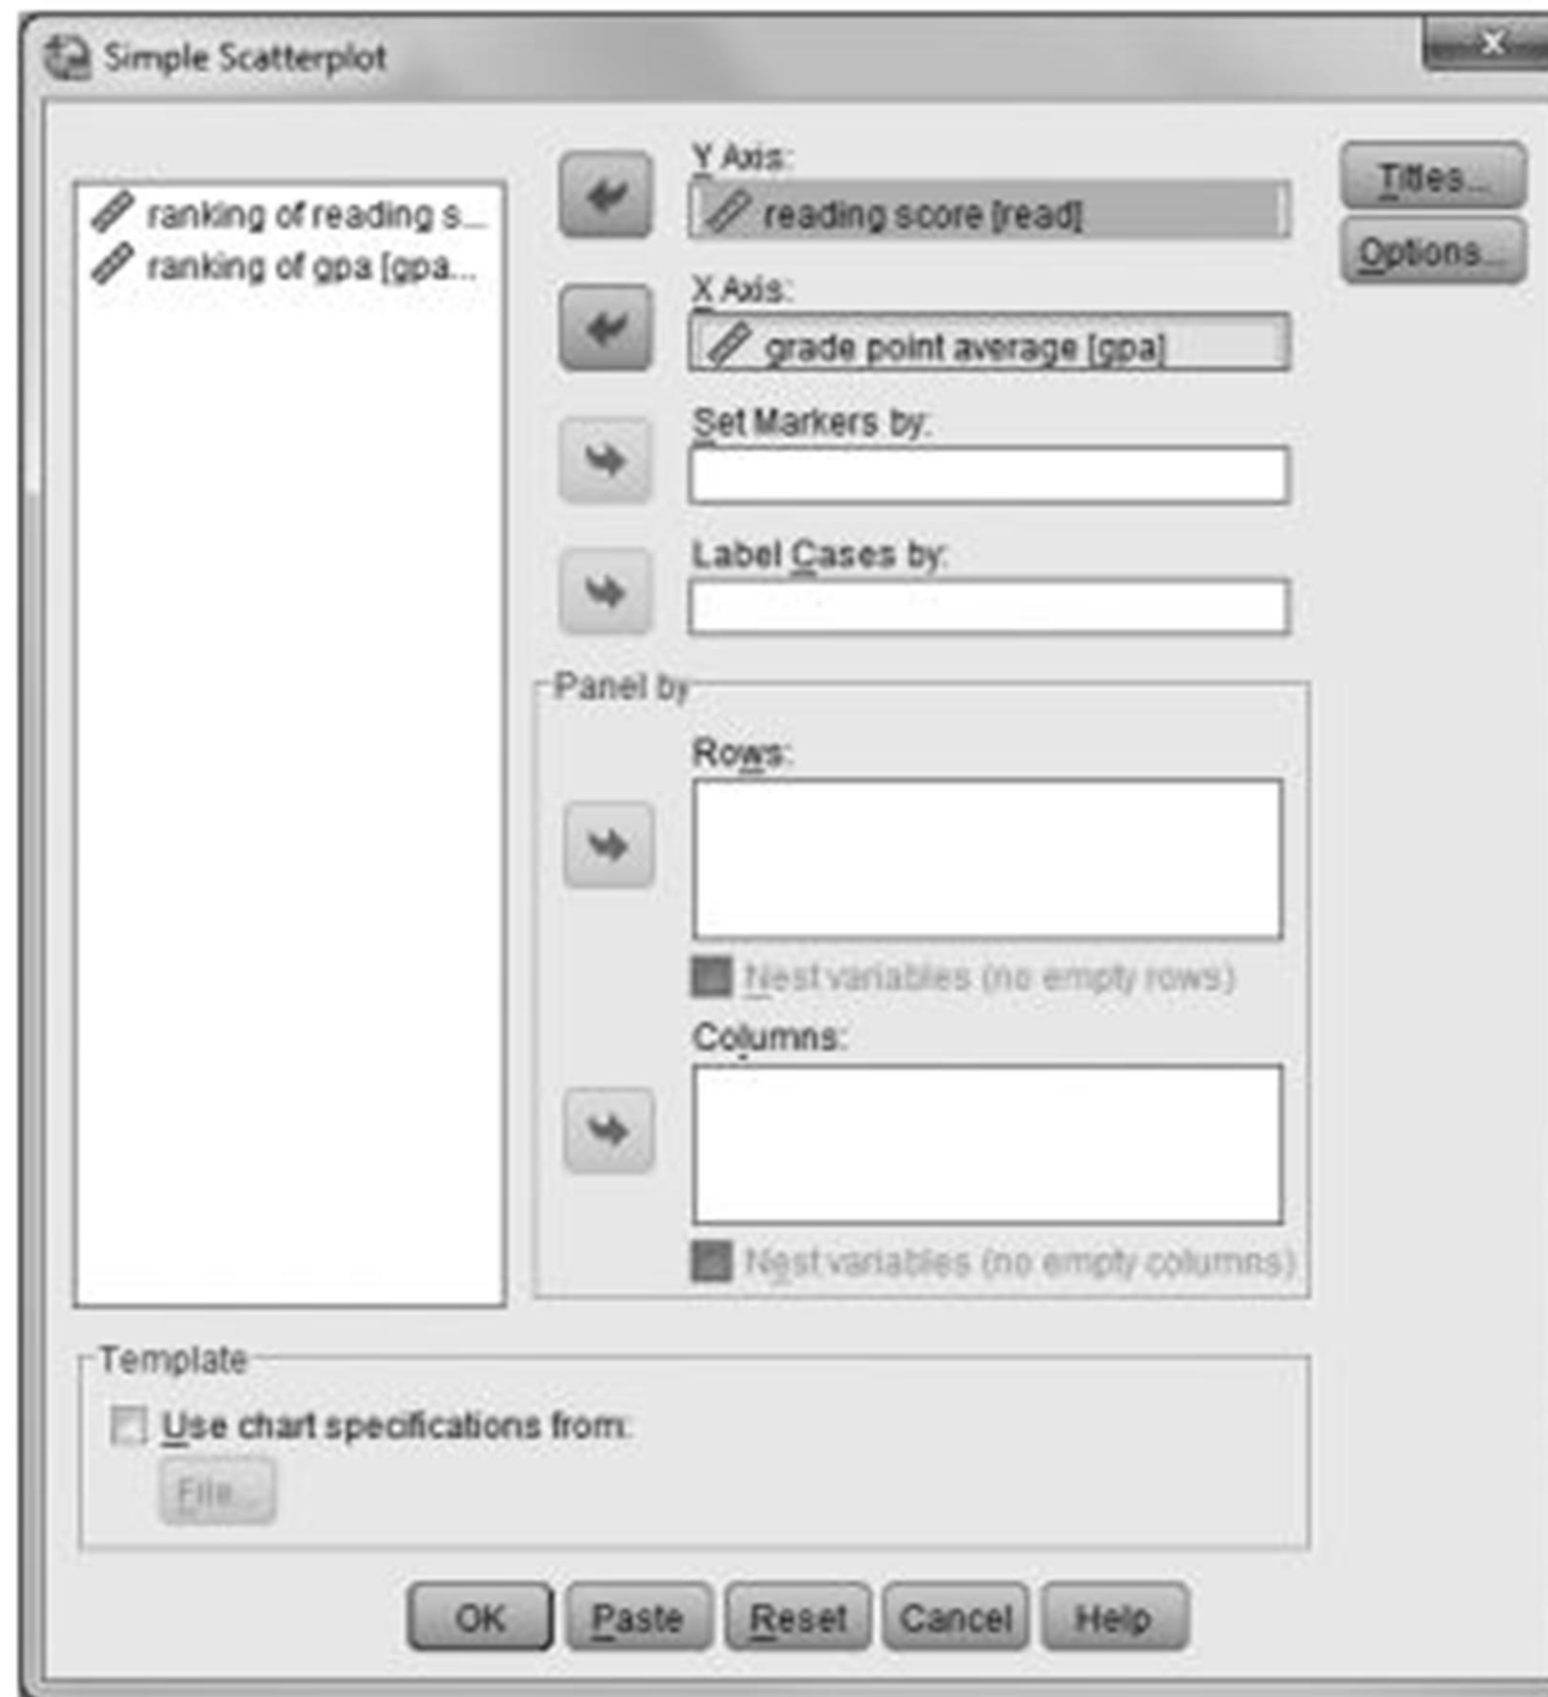 Simple Scatterplot
ranking of reading s...
ranking of gpa [gpa...
Y Axis:
reading score [read]
X Axis:
grade point average [gpa]
Set Markers by:
Label Cases by:
Panel by
Rows:
Nest variables (no empty rows)
Columns:
Nest variables (no empty columns)
Titles...
Options...
Template
Use chart specifications from:
File...
OK
Paste
Reset
Cancel
Help